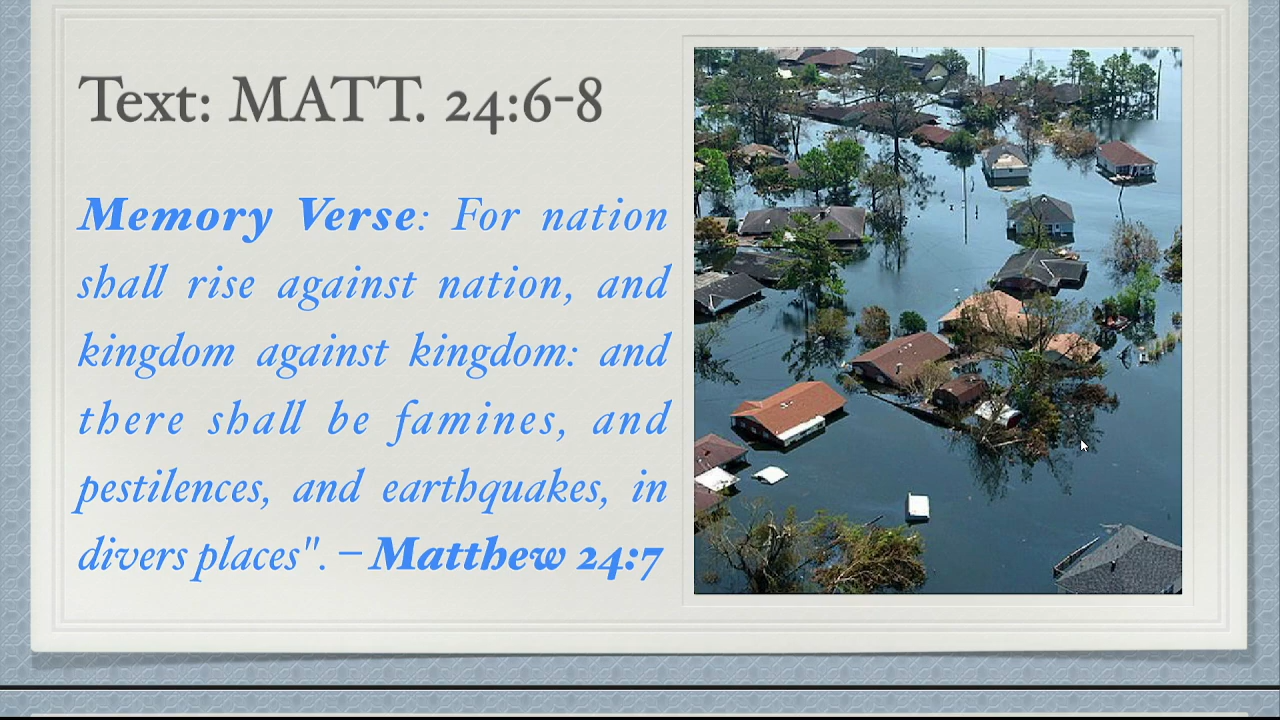 Text: MATT. 24:6-8
Memory Verse: For nation
shall rise against nation, and
kingdom against kingdom: and
there shall be famines, and
pestilences, and earthquakes, in
divers places". – Matthew 24:7